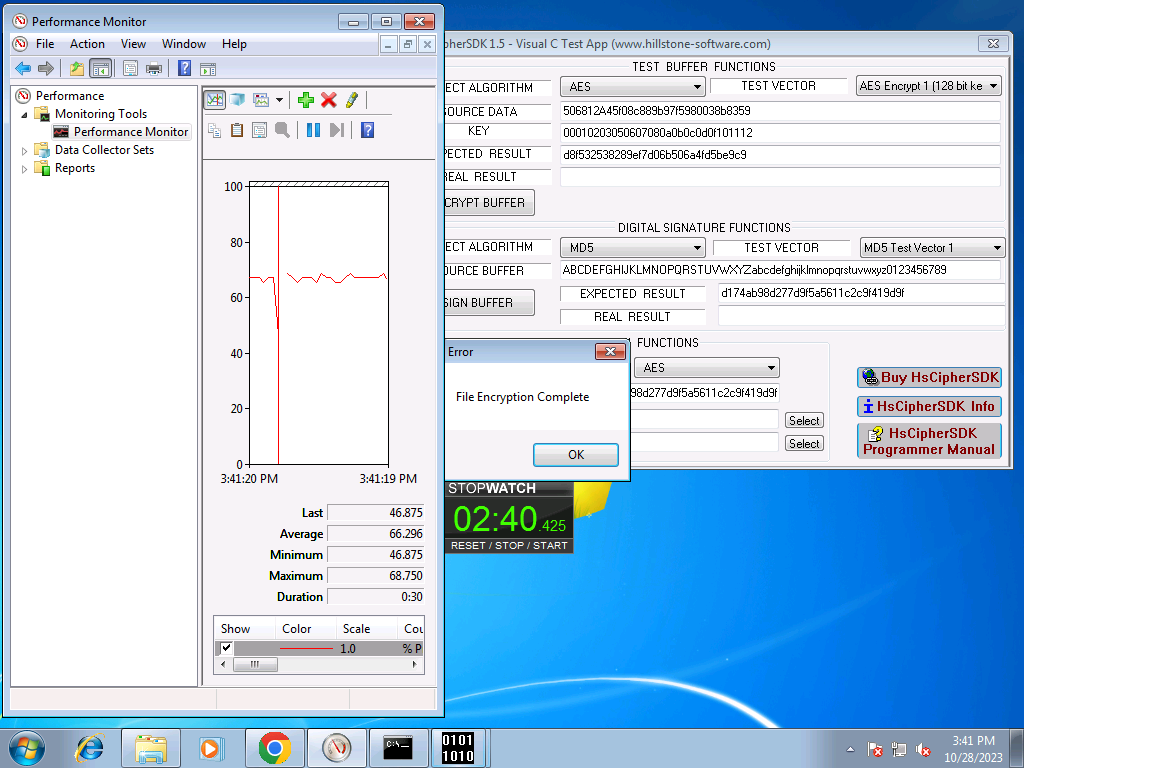 Performance Monitor
File Action View Window Help
Performance
Monitoring Tools
Performance Monitor
Data Collector Sets
Reports
100
80
60
40
20
0
3:41:20 PM 3:41:19 PM
Last 46.875
Average 66.296
Minimum 46.875
Maximum 68.750
Duration 0:30
Show Color Scale Cou
1.0 % P
pherSDK 1.5 - Visual C Test App (www.hillstone-software.com)
TEST BUFFER FUNCTIONS
ECT ALGORITHM AES TEST VECTOR AES Encrypt 1 (128 bit ke
SOURCE DATA 506812A45f08c889b97f5980038b8359
KEY 00010203050607080a0b0c0d0f101112
PECTED RESULT d8f532538289ef7d06b506a4fd5be9c9
REAL RESULT
CRYPT BUFFER
DIGITAL SIGNATURE FUNCTIONS
ECT ALGORITHM MD5 TEST VECTOR MD5 Test Vector 1
OURCE BUFFER ABCDEFGHIJKLMNOPQRSTUVWXYZabcdefghijklmnopqrstuvwxyz0123456789
SIGN BUFFER EXPECTED RESULT d174ab98d277d9f5a5611c2c9f419d9f
REAL RESULT
FUNCTIONS
AES
98d277d9f5a5611c2c9f419d9f
Select
Select
Buy HsCipherSDK
HsCipherSDK Info
HsCipherSDK
Programmer Manual
Error
File Encryption Complete
OK
STOPWATCH
02:40.425
RESET / STOP / START
C:\.
0101
1010
3:41 PM
10/28/2023